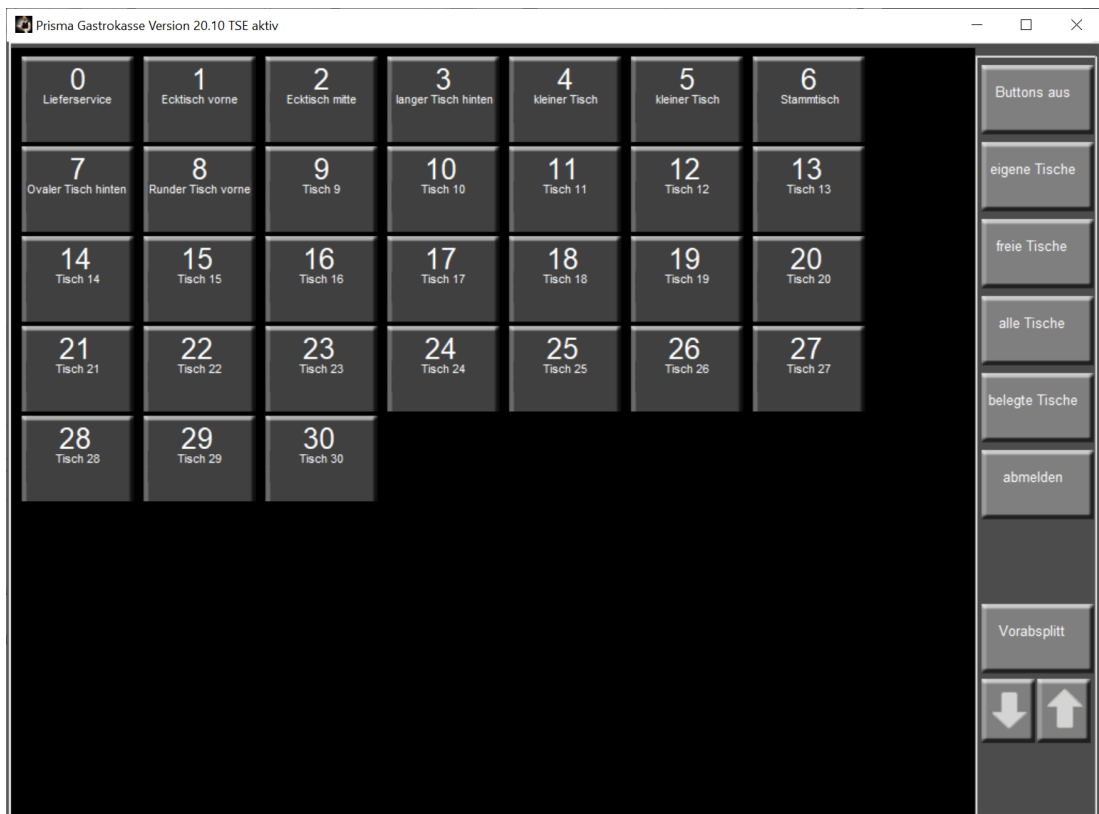 Prisma Gastrokasse Version 20.10 TSE aktiv
0
Lieferservice
1
Ecktisch vorne
2
Ecktisch mitte
3
langer Tisch hinten
4
kleiner Tisch
5
kleiner Tisch
6
Stammtisch
7
Ovaler Tisch hinten
8
Runder Tisch vorne
9
Tisch 9
10
Tisch 10
11
Tisch 11
12
Tisch 12
13
Tisch 13
14
Tisch 14
15
Tisch 15
16
Tisch 16
17
Tisch 17
18
Tisch 18
19
Tisch 19
20
Tisch 20
21
Tisch 21
22
Tisch 22
23
Tisch 23
24
Tisch 24
25
Tisch 25
26
Tisch 26
27
Tisch 27
28
Tisch 28
29
Tisch 29
30
Tisch 30
Buttons aus
eigene Tische
freie Tische
alle Tische
belegte Tische
abmelden
Vorabsplitt